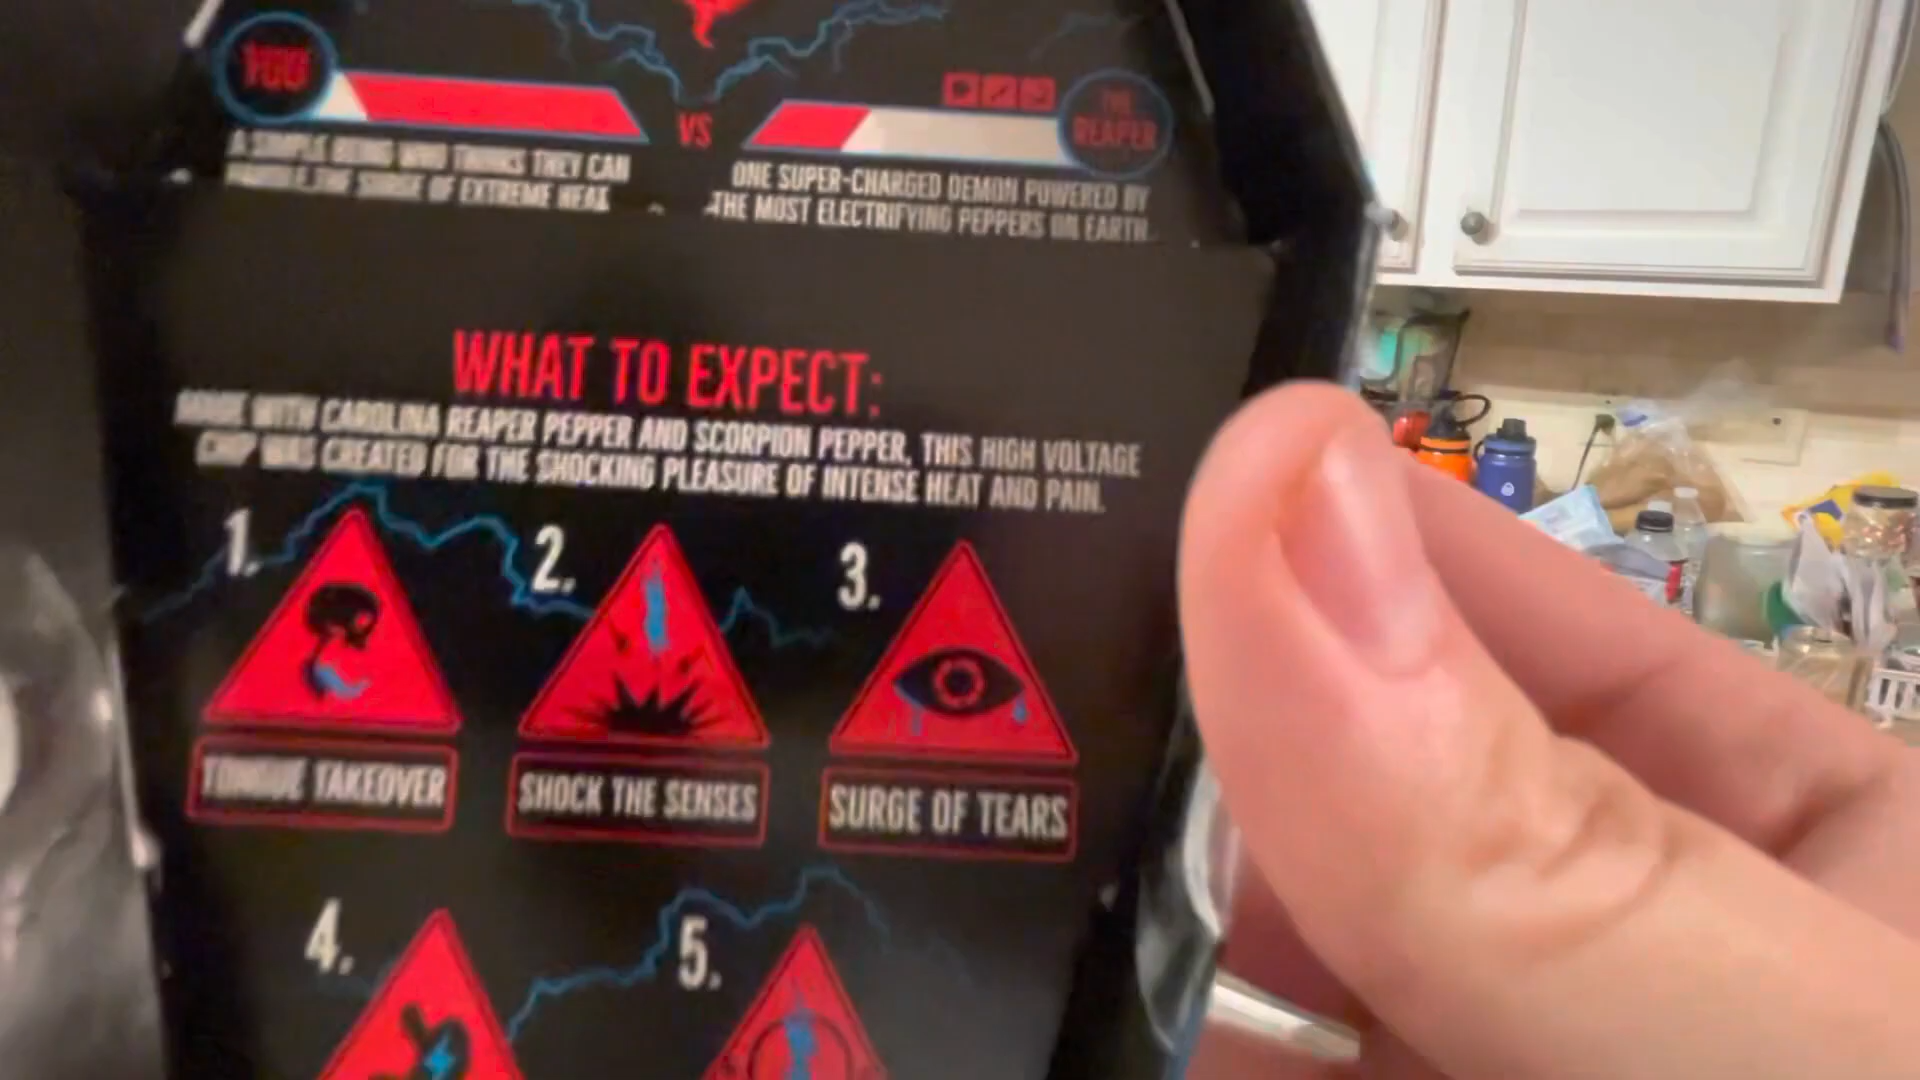 YOU
VS
THE
REAPER
A SIMPLE BEING WHO THINKS THEY CAN
HANDLE THE SURGE OF EXTREME HEAT.
ONE SUPER-CHARGED DEMON POWERED BY
THE MOST ELECTRIFYING PEPPERS ON EARTH.
WHAT TO EXPECT:
MADE WITH CAROLINA REAPER PEPPER AND SCORPION PEPPER, THIS HIGH VOLTAGE
CHIP WAS CREATED FOR THE SHOCKING PLEASURE OF INTENSE HEAT AND PAIN.
1.
2.
3.
TONGUE TAKEOVER
SHOCK THE SENSES
SURGE OF TEARS
4.
5.